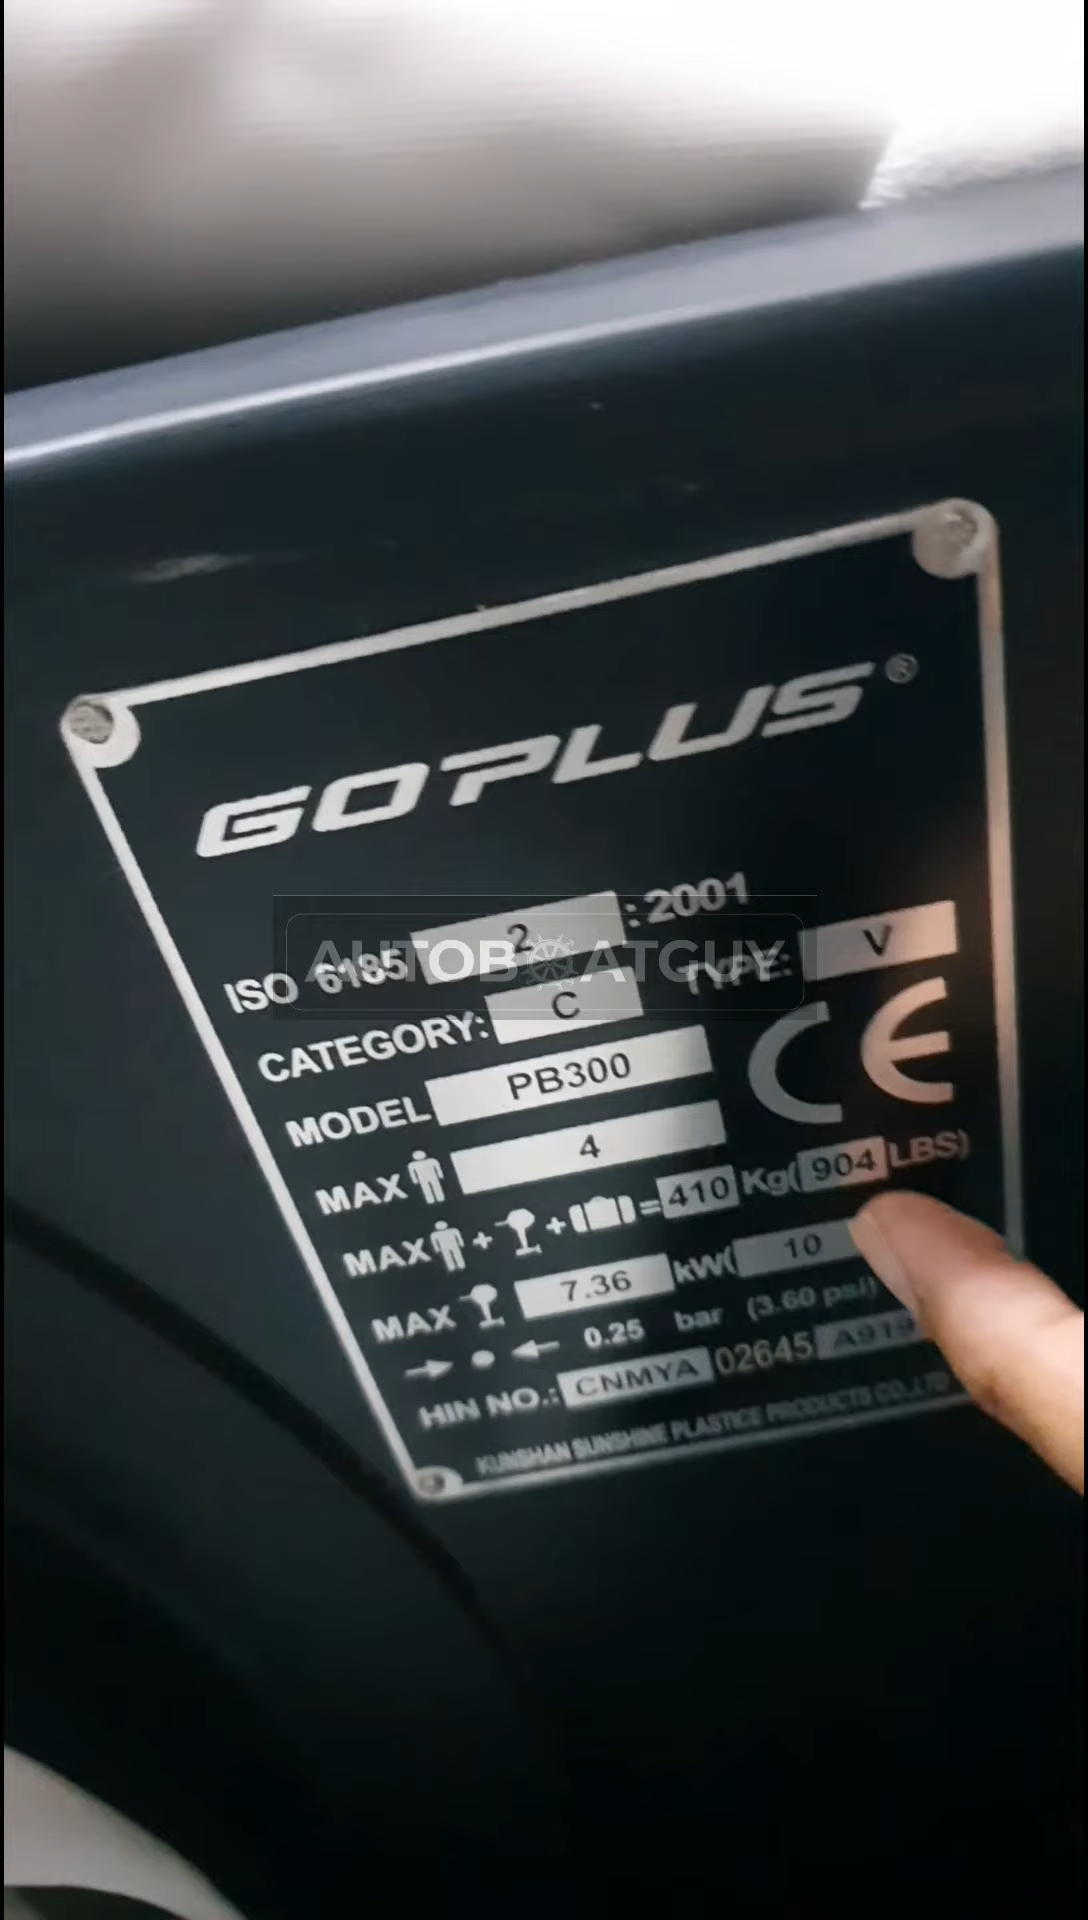 GOPLUS®
ISO 6185 2 : 2001
CATEGORY: C TYPE: V
MODEL PB300
CE
MAX 4
MAX + + = 410 Kg( 904 LBS)
MAX 7.36 kW( 10
0.25 bar (3.60 psi)
HIN NO.: CNMYA 02645 A919
KUNSHAN SUNSHINE PLASTICE PRODUCTS CO.,LTD
AUTOBOATGUY